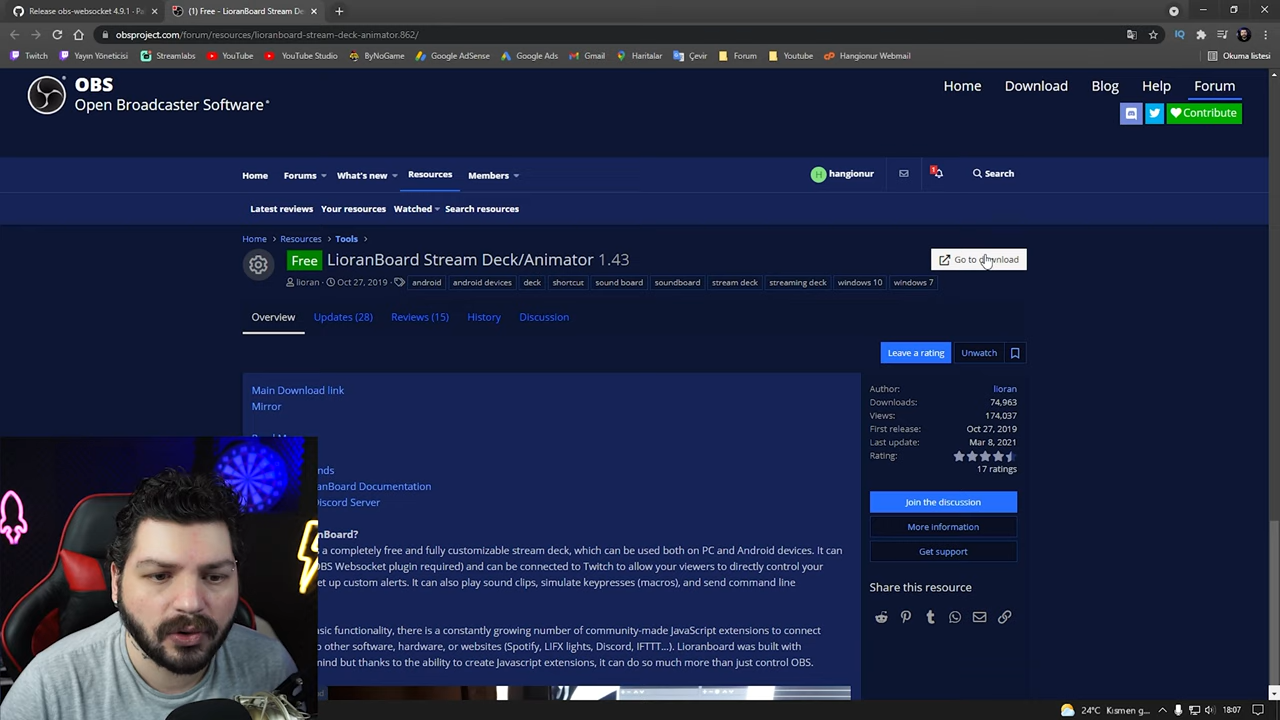 Release obs-websocket 4.9.1 · Pa
(1) Free - LioranBoard Stream De
obsproject.com/forum/resources/lioranboard-stream-deck-animator.862/
Twitch
Yayin Yöneticisi
Streamlabs
YouTube
YouTube Studio
ByNoGame
Google AdSense
Google Ads
Gmail
Haritalar
Çevir
Forum
Youtube
Hangionur Webmail
Okuma listesi
OBS
Open Broadcaster Software
Home
Download
Blog
Help
Forum
Contribute
Home
Forums
What's new
Resources
Members
H
hangionur
1
Search
Latest reviews
Your resources
Watched
Search resources
Home
Resources
Tools
Free
LioranBoard Stream Deck/Animator 1.43
Go to download
lioran
Oct 27, 2019
android
android devices
deck
shortcut
sound board
soundboard
stream deck
streaming deck
windows 10
windows 7
Overview
Updates (28)
Reviews (15)
History
Discussion
Leave a rating
Unwatch
Main Download link
Mirror
nds
anBoard Documentation
iscord Server
nBoard?
a completely free and fully customizable stream deck, which can be used both on PC and Android devices. It can
BS Websocket plugin required) and can be connected to Twitch to allow your viewers to directly control your
et up custom alerts. It can also play sound clips, simulate keypresses (macros), and send command line
sic functionality, there is a constantly growing number of community-made JavaScript extensions to connect
o other software, hardware, or websites (Spotify, LIFX lights, Discord, IFTTT...). Lioranboard was built with
mind but thanks to the ability to create Javascript extensions, it can do so much more than just control OBS.
Author:
lioran
Downloads:
74,963
Views:
174,037
First release:
Oct 27, 2019
Last update:
Mar 8, 2021
Rating:
17 ratings
Join the discussion
More information
Get support
Share this resource
24°C Kısmen g...
18:07